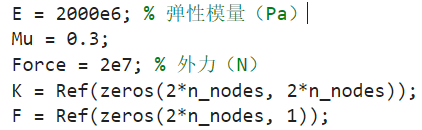 E = 2000e6; % 弹性模量（Pa）
Mu = 0.3;
Force = 2e7; % 外力（N）
K = Ref(zeros(2*n_nodes, 2*n_nodes));
F = Ref(zeros(2*n_nodes, 1));